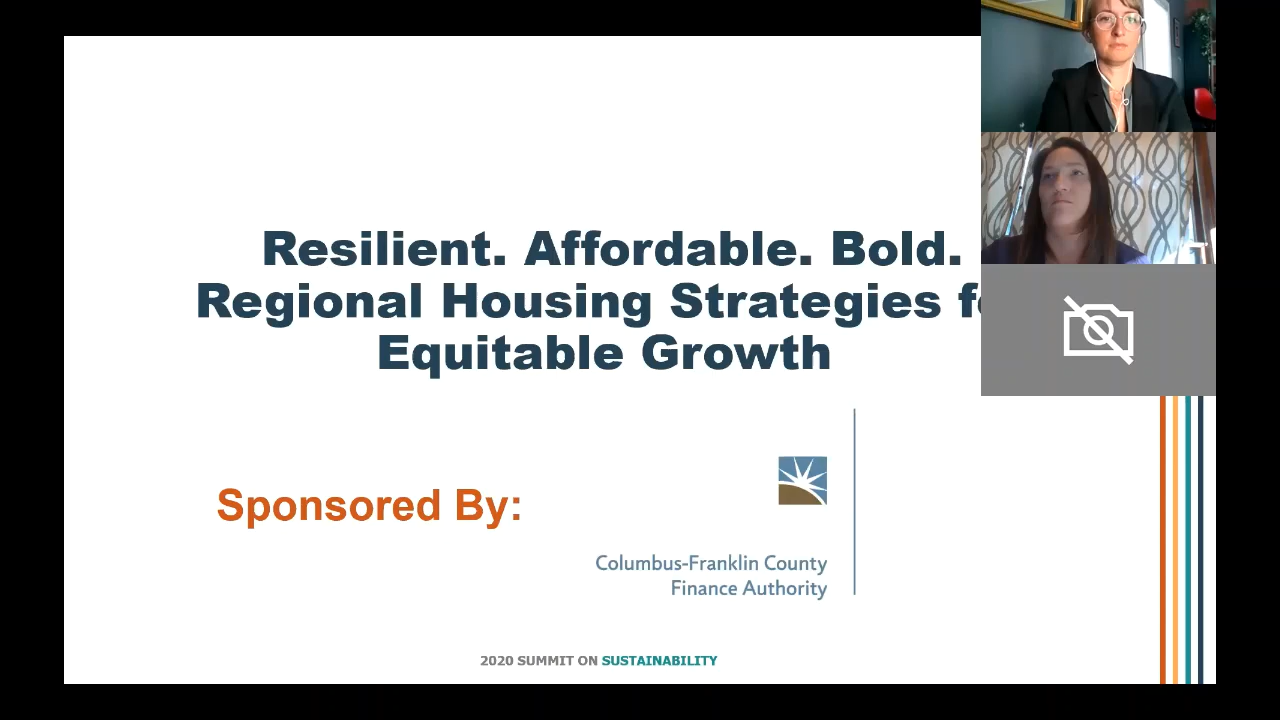 Resilient. Affordable. Bold.
Regional Housing Strategies
Equitable Growth
Sponsored By:
Columbus-Franklin County
Finance Authority
2020 SUMMIT ON SUSTAINABILITY